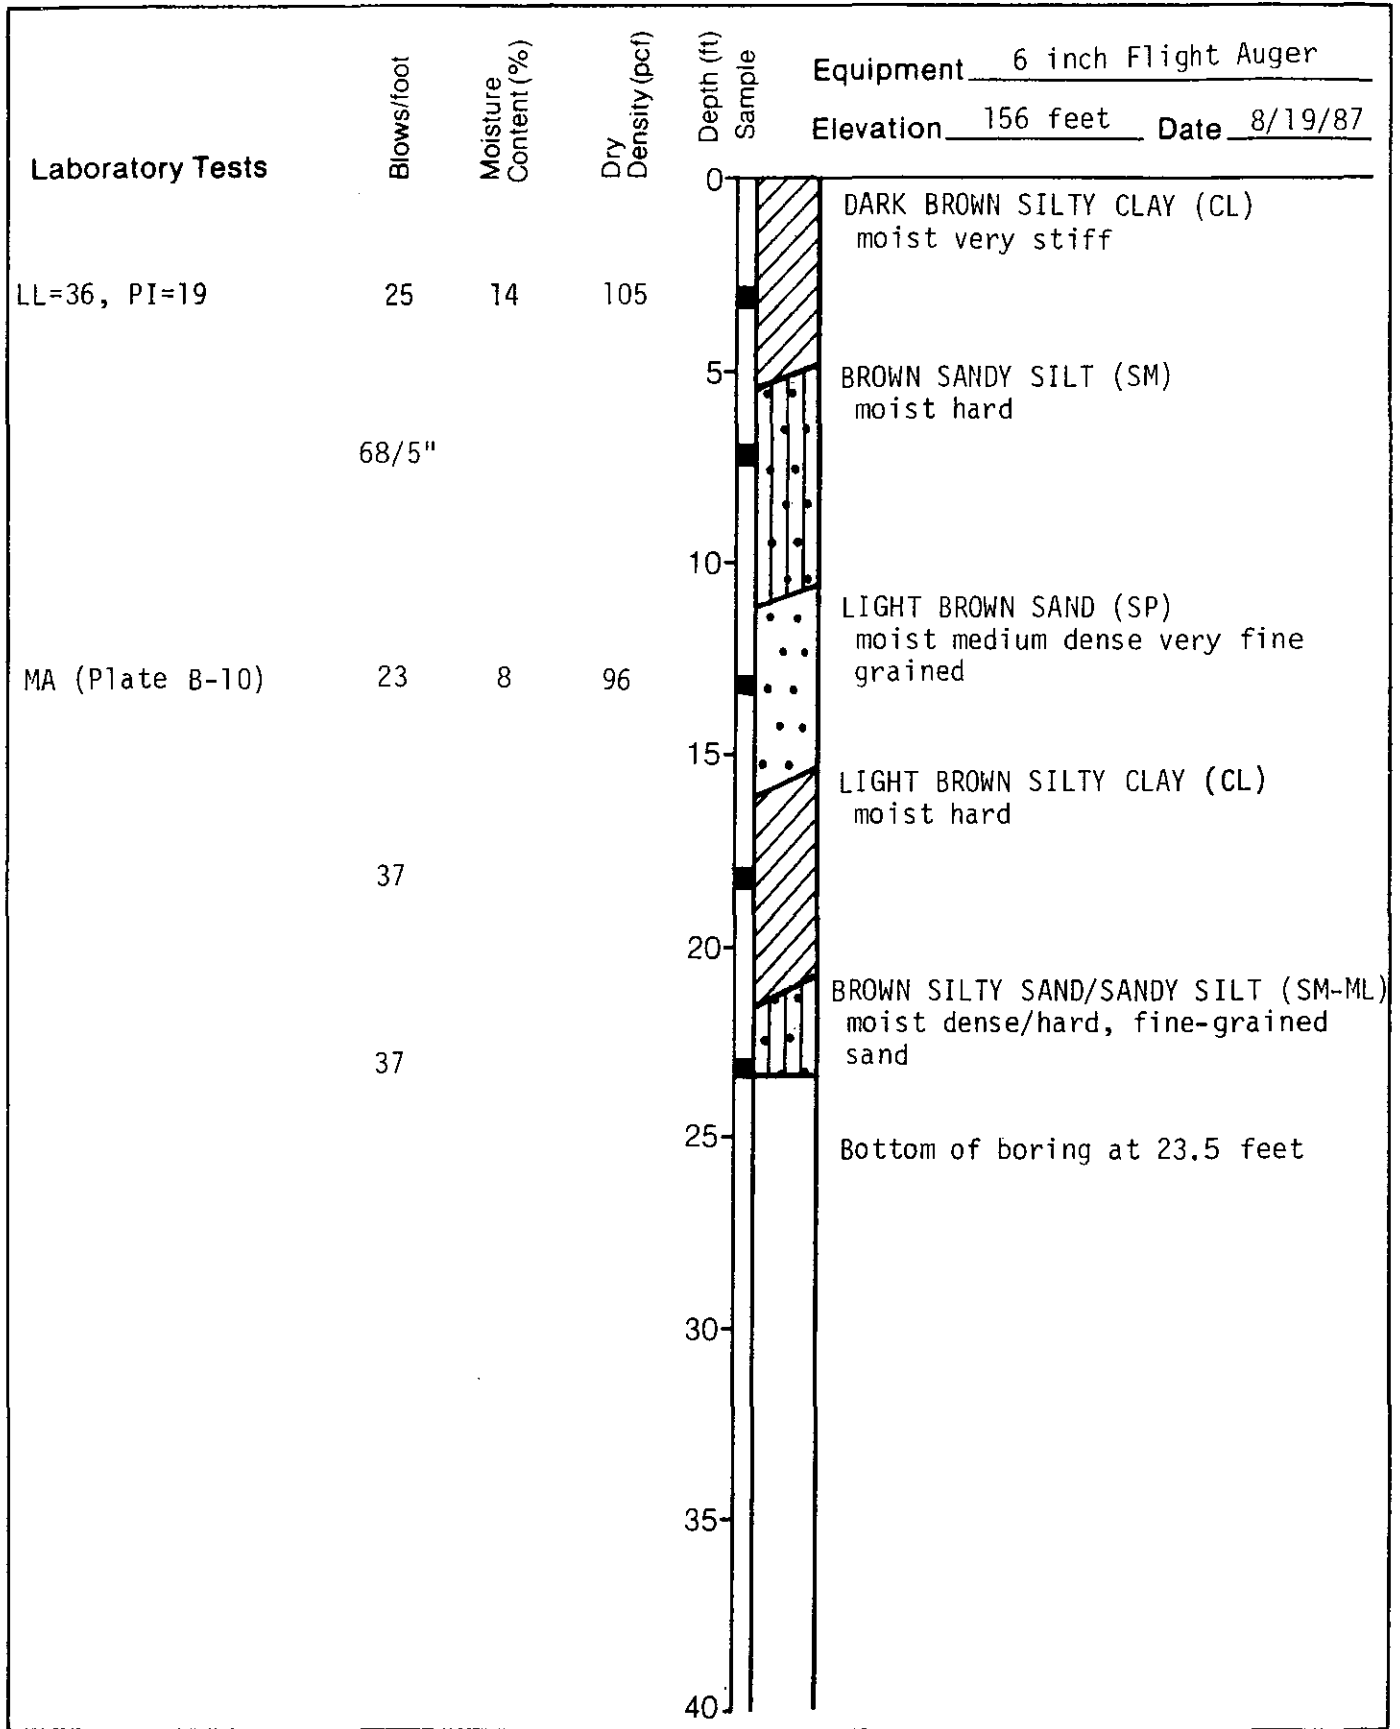 Laboratory Tests
Blows/foot
Moisture
Content (%)
Dry
Density (pcf)
Depth (ft)
Sample
Equipment 6 inch Flight Auger
Elevation 156 feet Date 8/19/87
0
DARK BROWN SILTY CLAY (CL)
moist very stiff
LL=36, PI=19 25 14 105
5
BROWN SANDY SILT (SM)
moist hard
68/5"
10
LIGHT BROWN SAND (SP)
moist medium dense very fine
grained
MA (Plate B-10) 23 8 96
15
LIGHT BROWN SILTY CLAY (CL)
moist hard
37
20
BROWN SILTY SAND/SANDY SILT (SM-ML)
moist dense/hard, fine-grained
sand
37
25
Bottom of boring at 23.5 feet
30
35
40